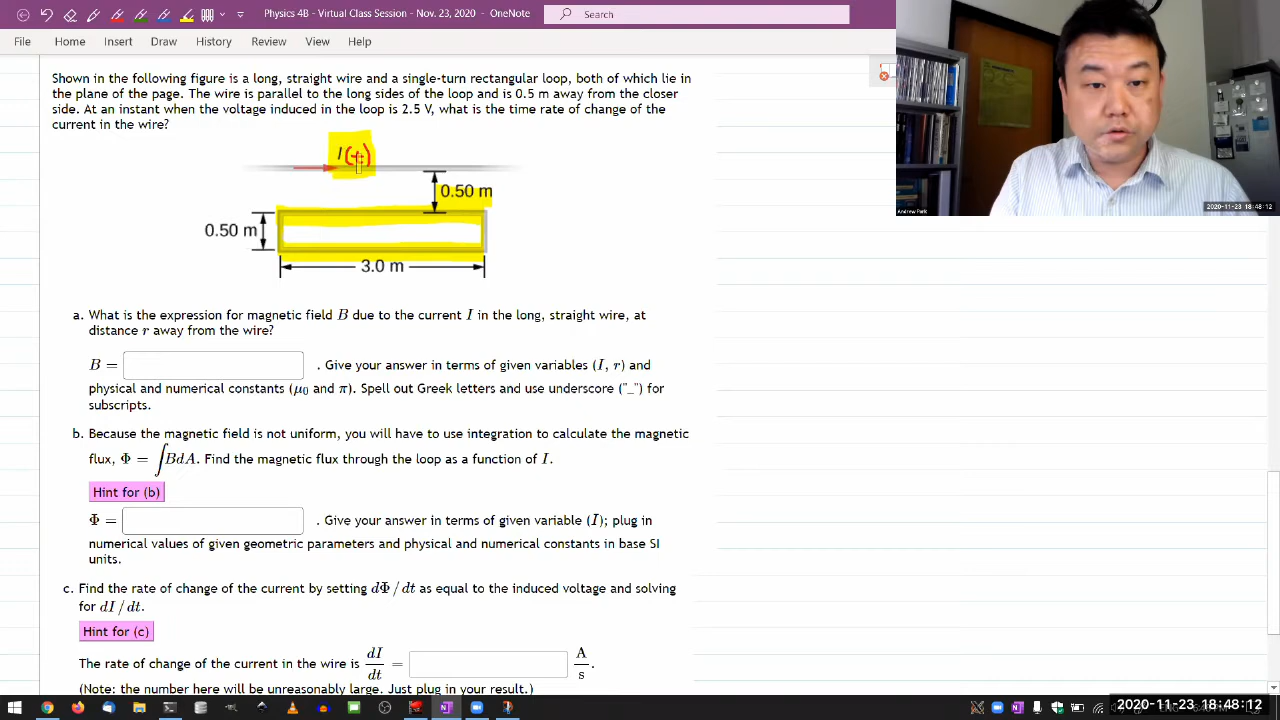 Physics 4B - Virtual Class Session - Nov. 23, 2020 - OneNote
Search
File Home Insert Draw History Review View Help
Shown in the following figure is a long, straight wire and a single-turn rectangular loop, both of which lie in
the plane of the page. The wire is parallel to the long sides of the loop and is 0.5 m away from the closer
side. At an instant when the voltage induced in the loop is 2.5 V, what is the time rate of change of the
current in the wire?
I(t)
0.50 m
0.50 m
3.0 m
a. What is the expression for magnetic field B due to the current I in the long, straight wire, at
distance r away from the wire?
B = . Give your answer in terms of given variables (I, r) and
physical and numerical constants (μ0 and π). Spell out Greek letters and use underscore ("_") for
subscripts.
b. Because the magnetic field is not uniform, you will have to use integration to calculate the magnetic
flux, Φ = ∫BdA. Find the magnetic flux through the loop as a function of I.
Hint for (b)
Φ = . Give your answer in terms of given variable (I); plug in
numerical values of given geometric parameters and physical and numerical constants in base SI
units.
c. Find the rate of change of the current by setting dΦ/dt as equal to the induced voltage and solving
for dI/dt.
Hint for (c)
The rate of change of the current in the wire is dI/dt = A/s.
(Note: the number here will be unreasonably large. Just plug in your result.)
Andrew Park
2020-11-23 18:48:12
2020-11-23 18:48:12